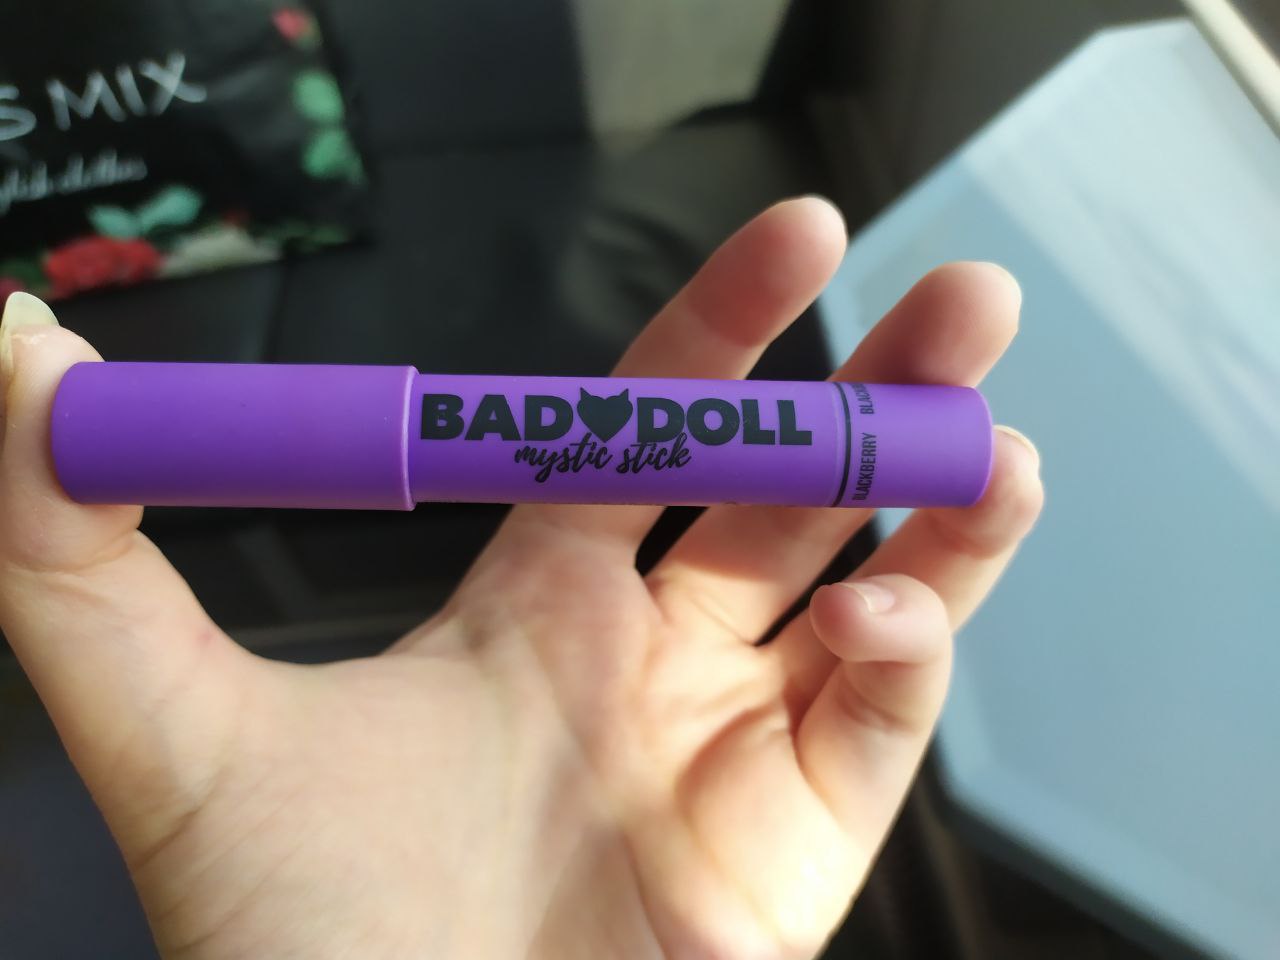 S MIX
BAD DOLL
mystic stick
BLACKBERRY